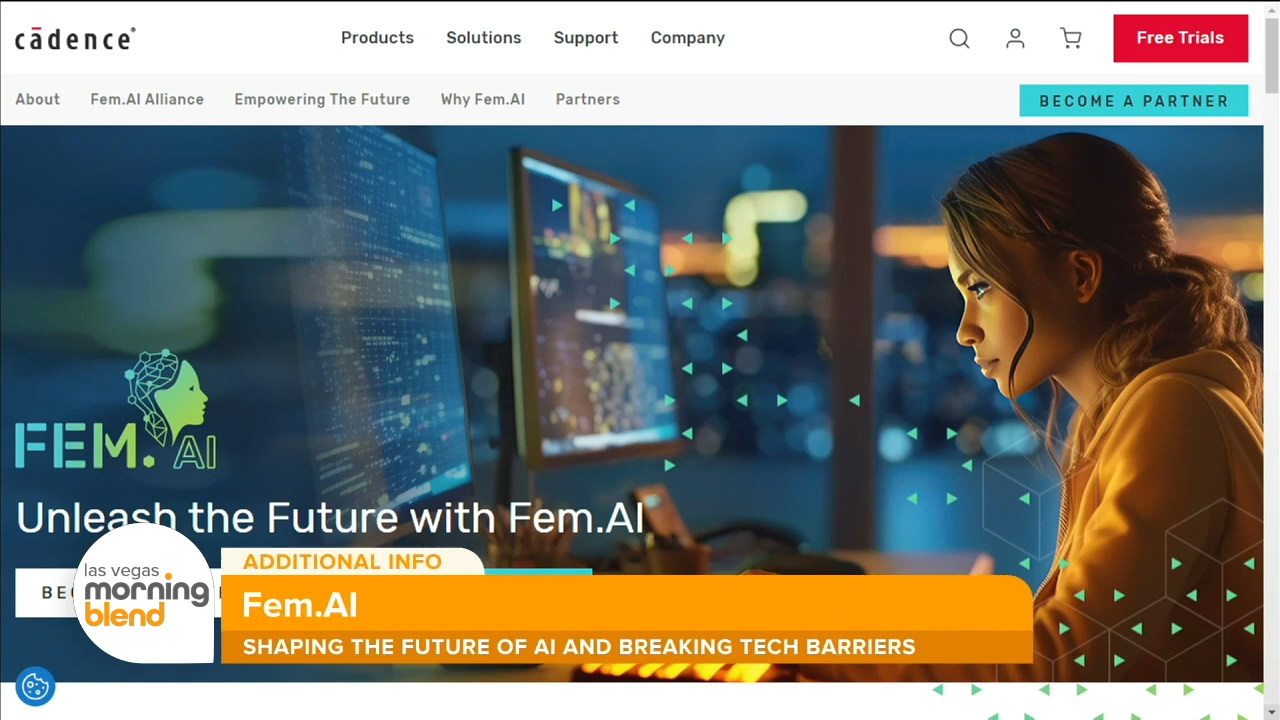 cādence®
Products Solutions Support Company Free Trials
About Fem.AI Alliance Empowering The Future Why Fem.AI Partners BECOME A PARTNER
FEM.AI
Unleash the Future with Fem.AI
las vegas
morning
blend
ADDITIONAL INFO
Fem.AI
SHAPING THE FUTURE OF AI AND BREAKING TECH BARRIERS